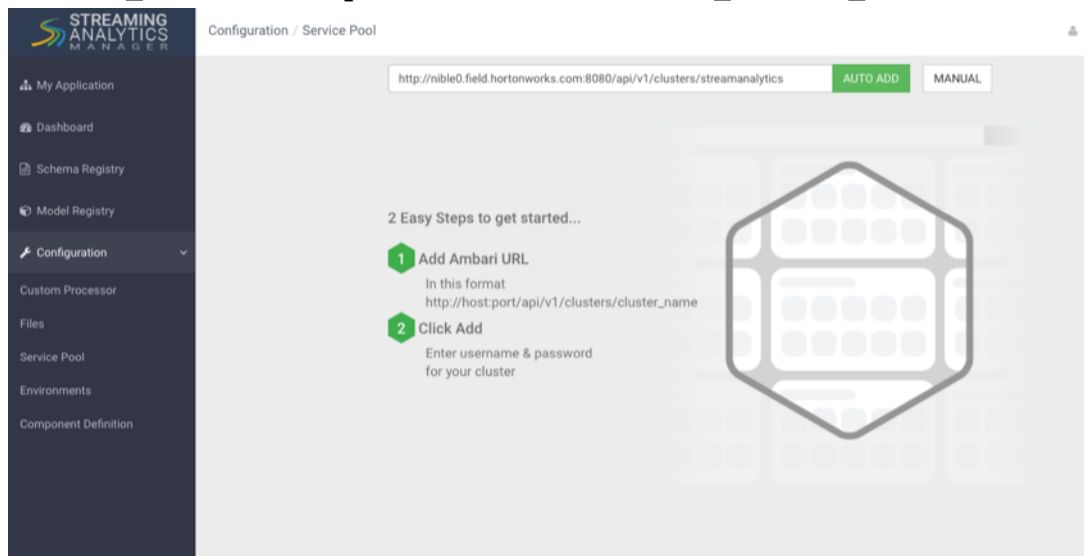 STREAMING
ANALYTICS
MANAGER
Configuration / Service Pool
My Application
Dashboard
Schema Registry
Model Registry
Configuration
Custom Processor
Files
Service Pool
Environments
Component Definition
http://nible0.field.hortonworks.com:8080/api/v1/clusters/streamanalytics
AUTO ADD
MANUAL
2 Easy Steps to get started...
1 Add Ambari URL
In this format
http://host:port/api/v1/clusters/cluster_name
2 Click Add
Enter username & password
for your cluster